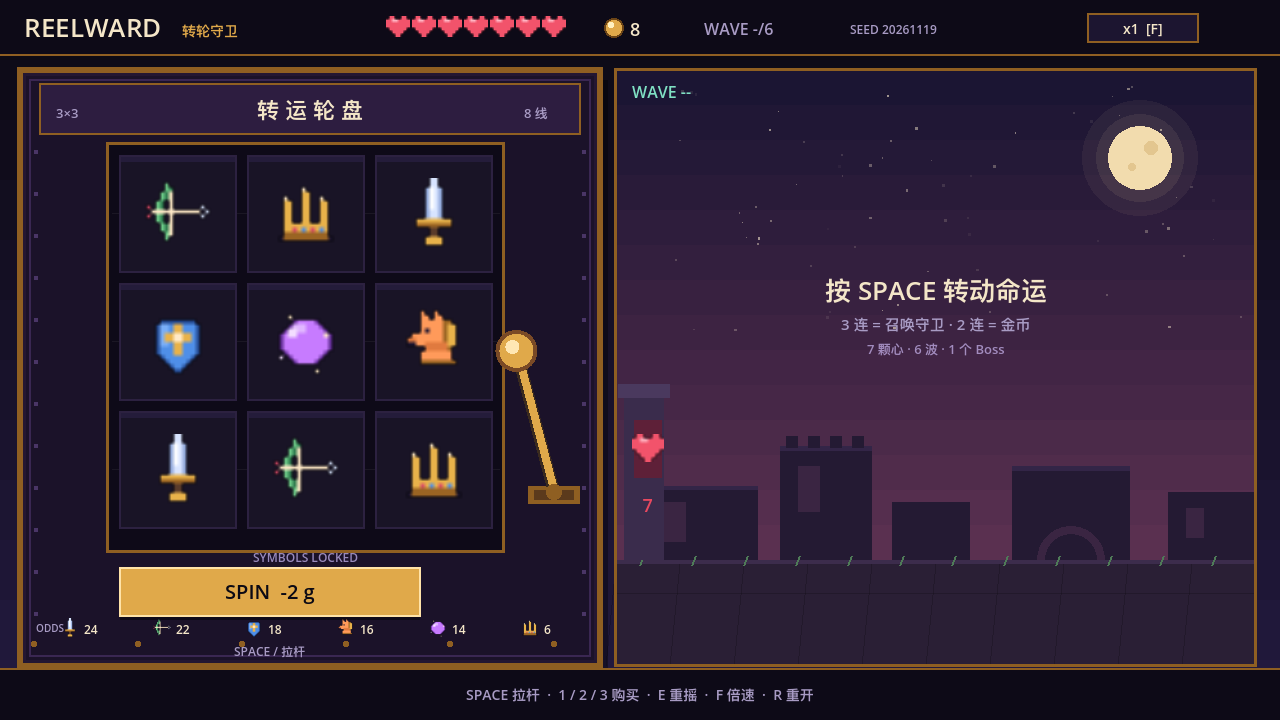 REELWARD 转轮守卫 8 WAVE -/6 SEED 20261119 x1 [F]
3×3 转运轮盘 8 线
WAVE --
按 SPACE 转动命运
3 连 = 召唤守卫 · 2 连 = 金币
7 颗心 · 6 波 · 1 个 Boss
7
SYMBOLS LOCKED
SPIN -2 g
ODDS 24 22 18 16 14 6
SPACE / 拉杆
SPACE 拉杆 · 1 / 2 / 3 购买 · E 重摇 · F 倍速 · R 重开